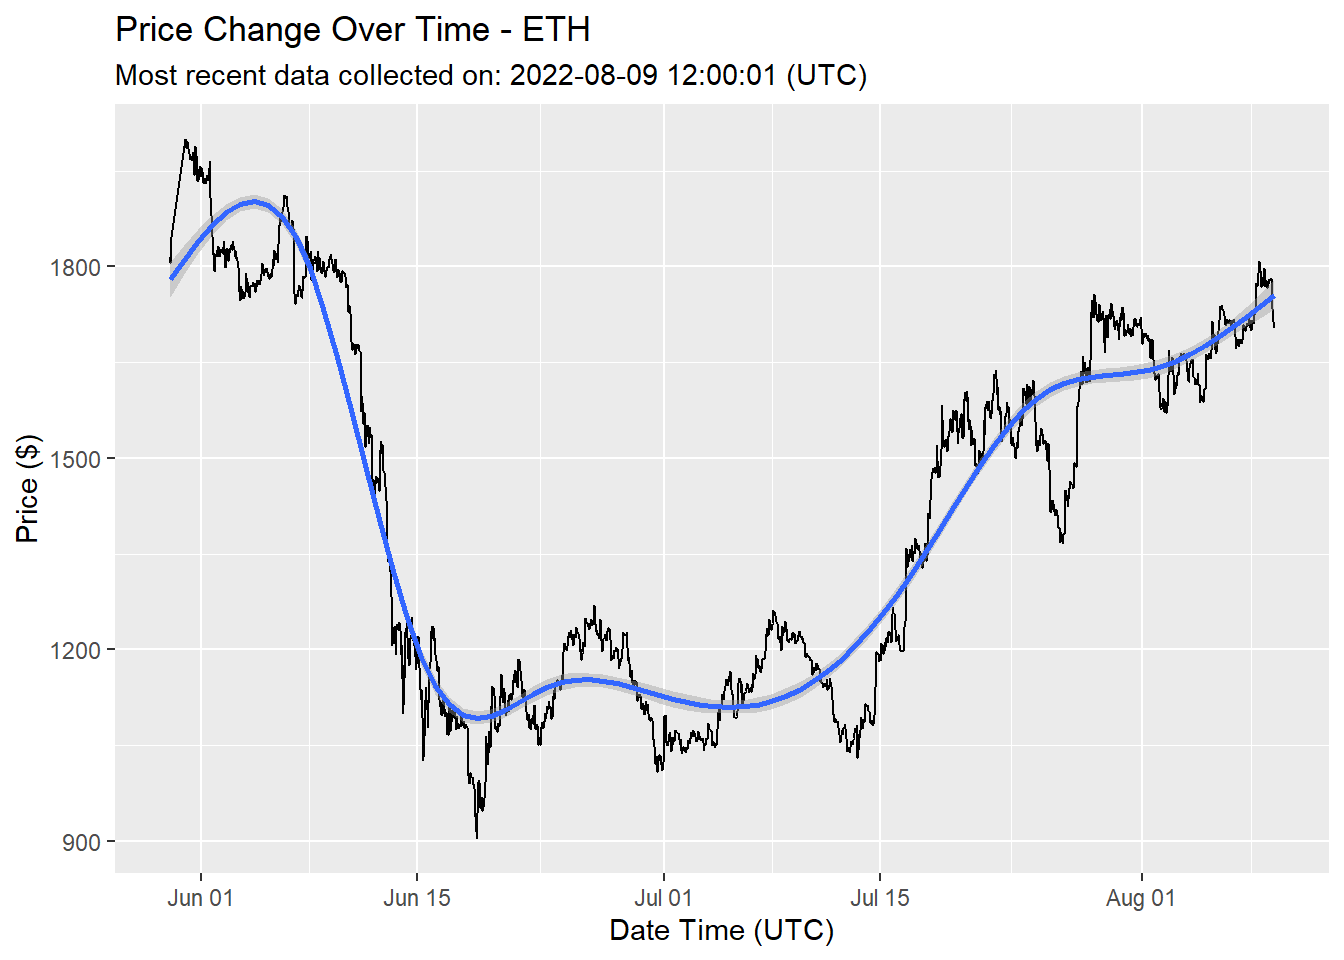 Price Change Over Time - ETH
Most recent data collected on: 2022-08-09 12:00:01 (UTC)
Price ($)
1800
1500
1200
900
Jun 01 Jun 15 Jul 01 Jul 15 Aug 01
Date Time (UTC)